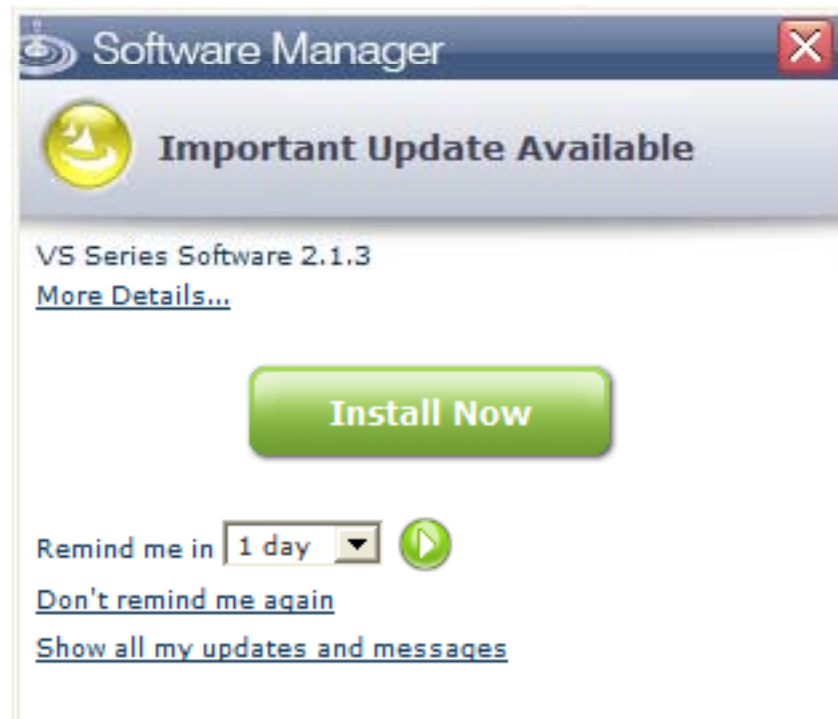 Software Manager
Important Update Available
VS Series Software 2.1.3
More Details...
Install Now
Remind me in 1 day
Don't remind me again
Show all my updates and messages